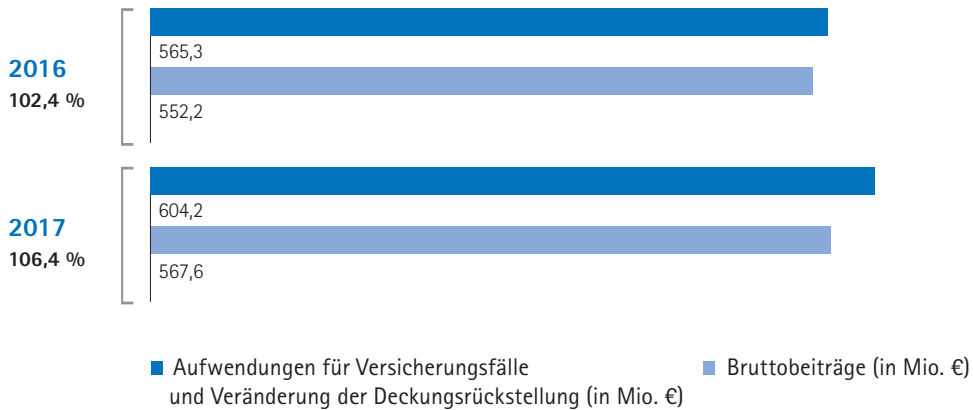 565,3
2016
102,4 %
552,2
604,2
2017
106,4 %
567,6
Aufwendungen für Versicherungsfälle
und Veränderung der Deckungsrückstellung (in Mio. €)
Bruttobeiträge (in Mio. €)